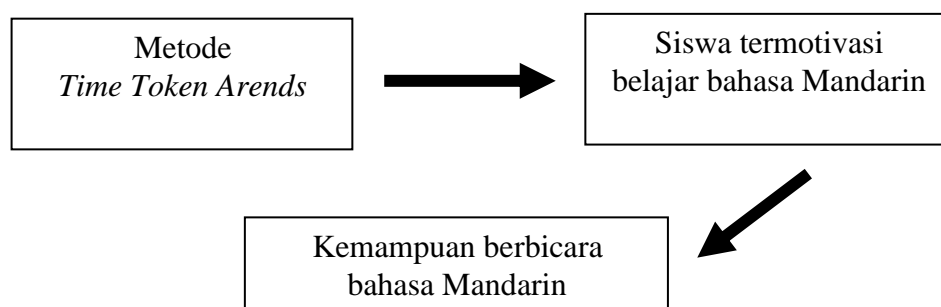 Metode
Time Token Arends
Siswa termotivasi
belajar bahasa Mandarin
Kemampuan berbicara
bahasa Mandarin